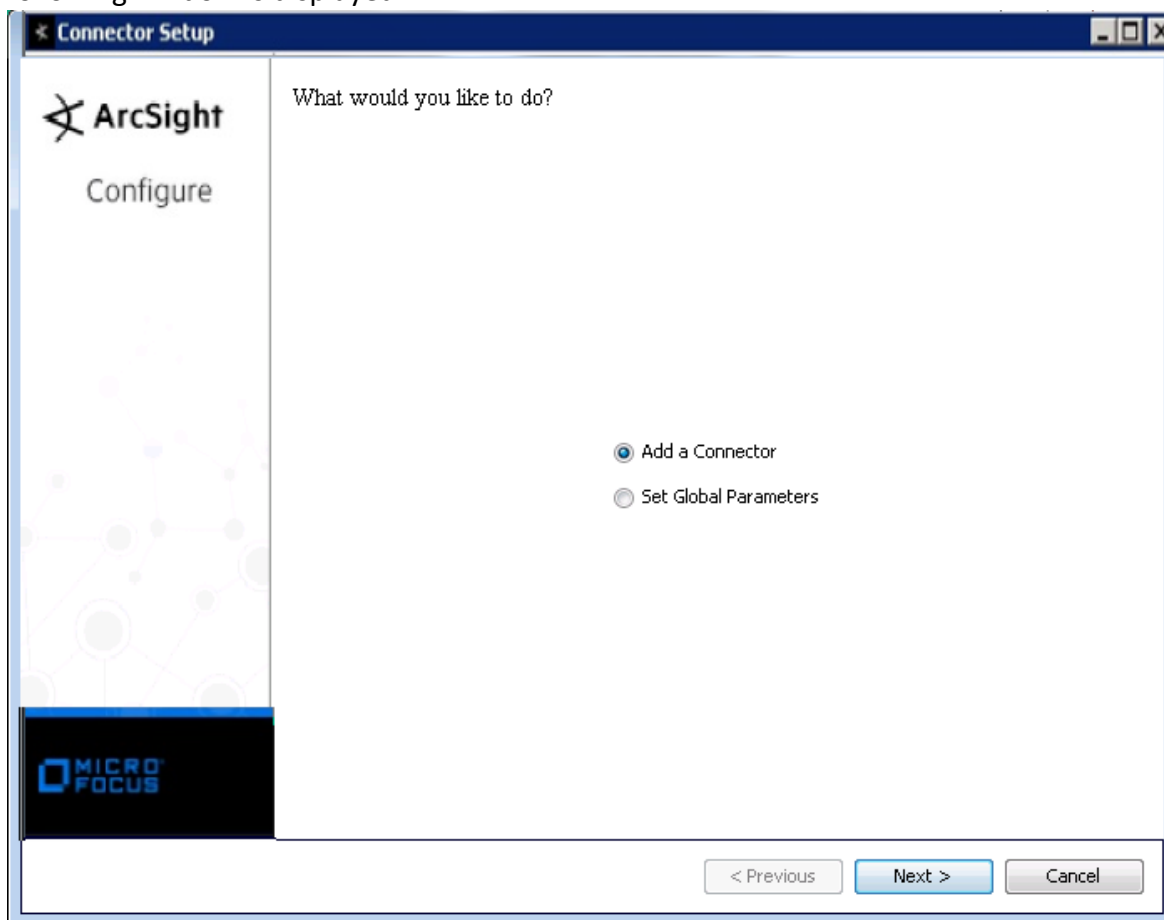 Connector Setup
ArcSight
Configure
What would you like to do?
Add a Connector
Set Global Parameters
MICRO
FOCUS
< Previous
Next >
Cancel